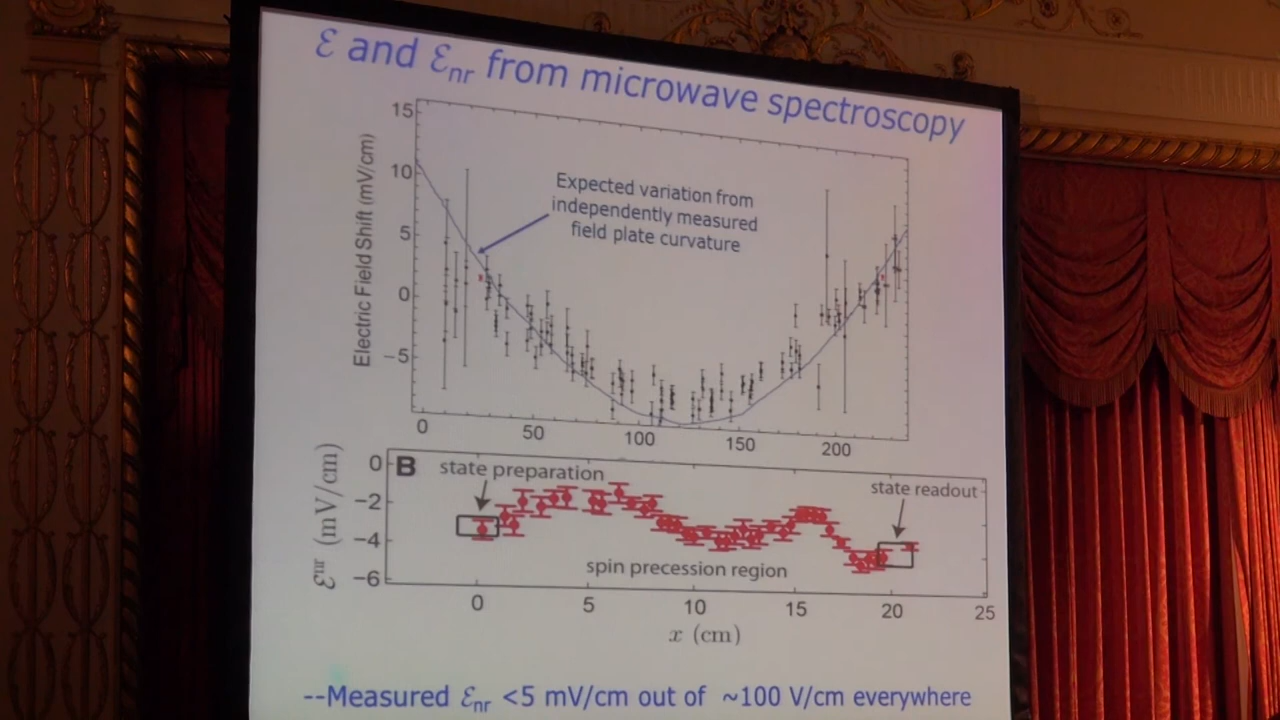 ℰ and ℰnr from microwave spectroscopy
15
10
5
0
−5
Electric Field Shift (mV/cm)
Expected variation from
independently measured
field plate curvature
0 50 100 150 200
B
state preparation
state readout
spin precession region
0
−2
−4
−6
ℰnr (mV/cm)
0 5 10 15 20 25
x (cm)
--Measured ℰnr <5 mV/cm out of ~100 V/cm everywhere